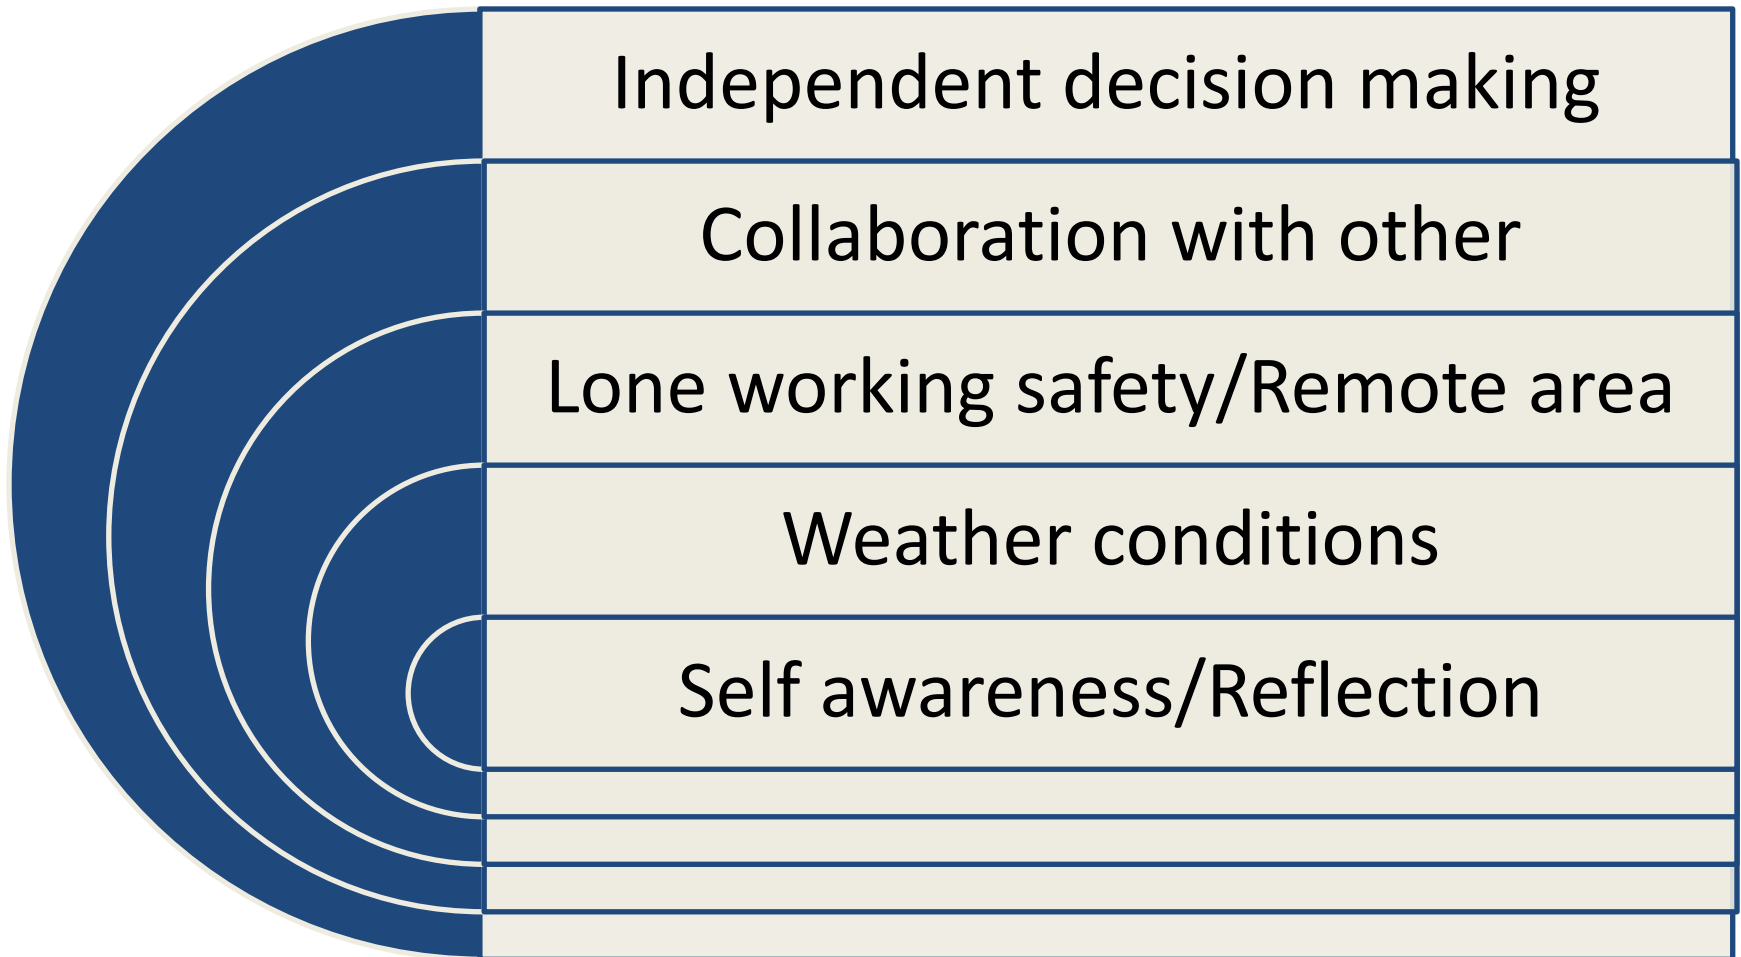 Independent decision making
Collaboration with other
Lone working safety/Remote area
Weather conditions
Self awareness/Reflection